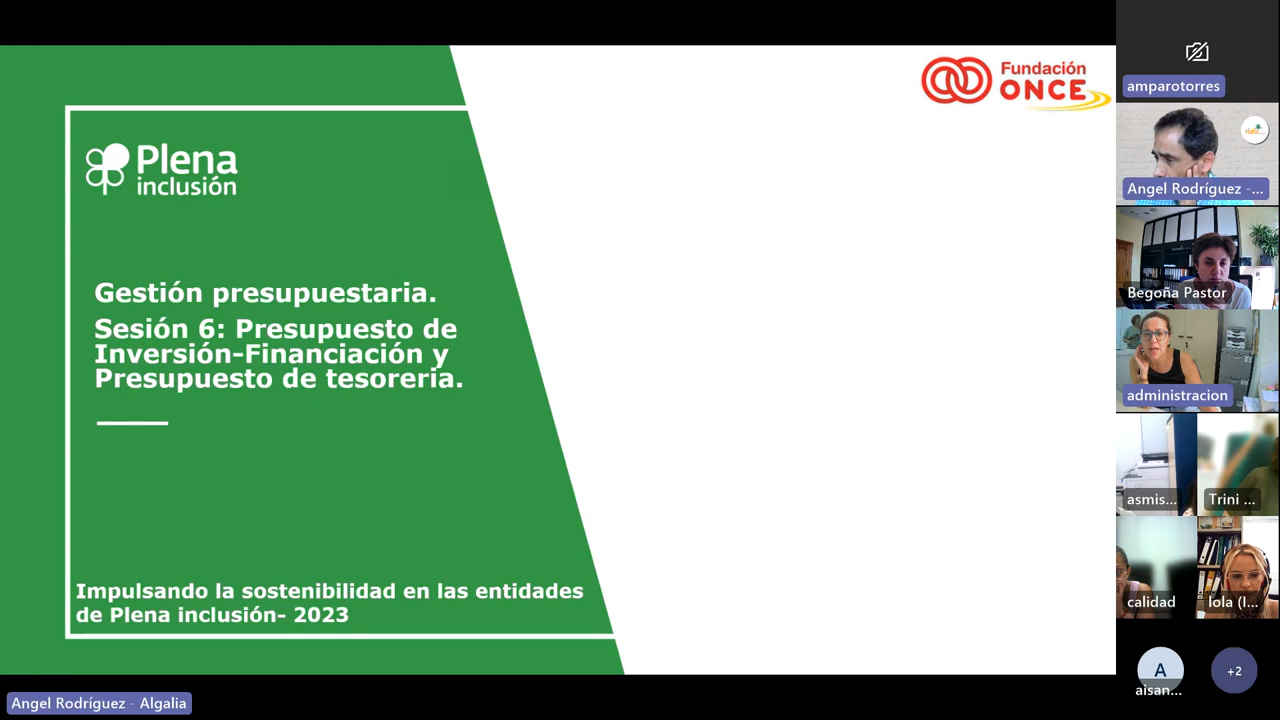 Fundación
ONCE
Plena
inclusión
Gestión presupuestaria.
Sesión 6: Presupuesto de
Inversión-Financiación y
Presupuesto de tesoreria.
Impulsando la sostenibilidad en las entidades
de Plena inclusión- 2023
Angel Rodríguez - Algalia
amparotorres
Angel Rodríguez -...
Begoña Pastor
administracion
asmis...
Trini ...
calidad
lola (I...
A
aisan...
+2